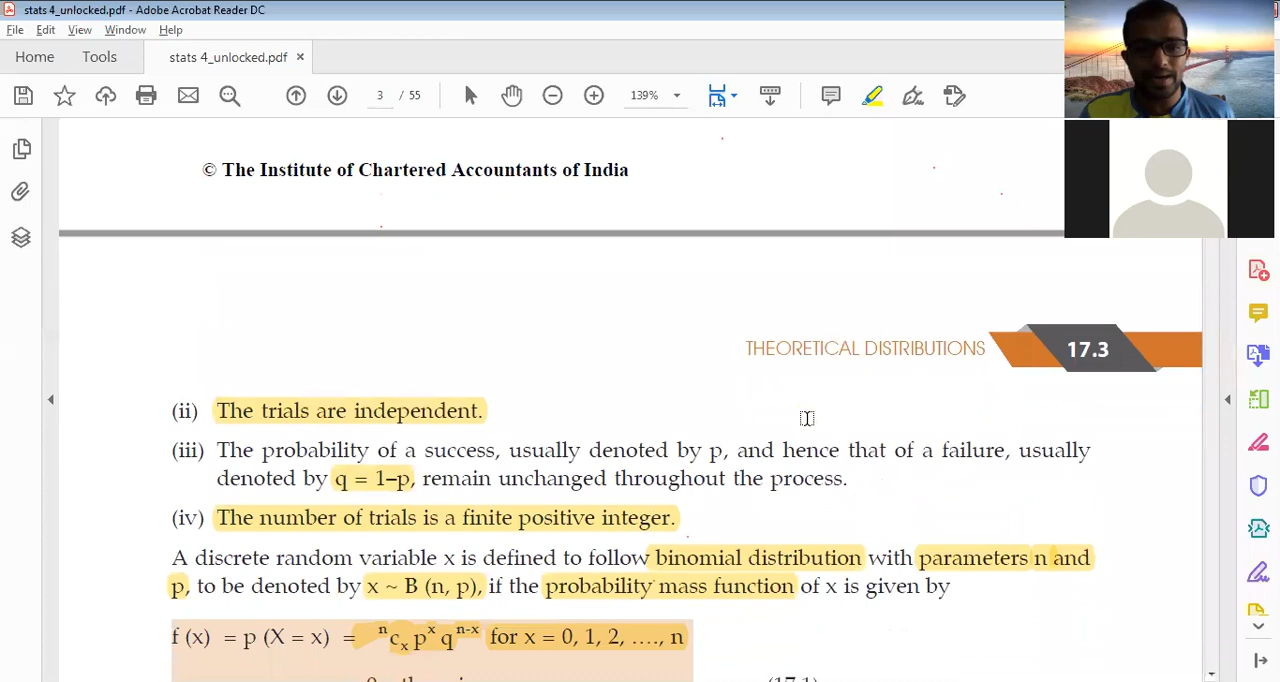 stats 4_unlocked.pdf - Adobe Acrobat Reader DC
File Edit View Window Help
Home Tools stats 4_unlocked.pdf ×
3 / 55 139%
© The Institute of Chartered Accountants of India
THEORETICAL DISTRIBUTIONS 17.3
(ii) The trials are independent.
(iii) The probability of a success, usually denoted by p, and hence that of a failure, usually
denoted by q = 1–p, remain unchanged throughout the process.
(iv) The number of trials is a finite positive integer.
A discrete random variable x is defined to follow binomial distribution with parameters n and
p, to be denoted by x ~ B (n, p), if the probability mass function of x is given by
f (x) = p (X = x) = ⁿcₓ pˣ qⁿ⁻ˣ for x = 0, 1, 2, …., n